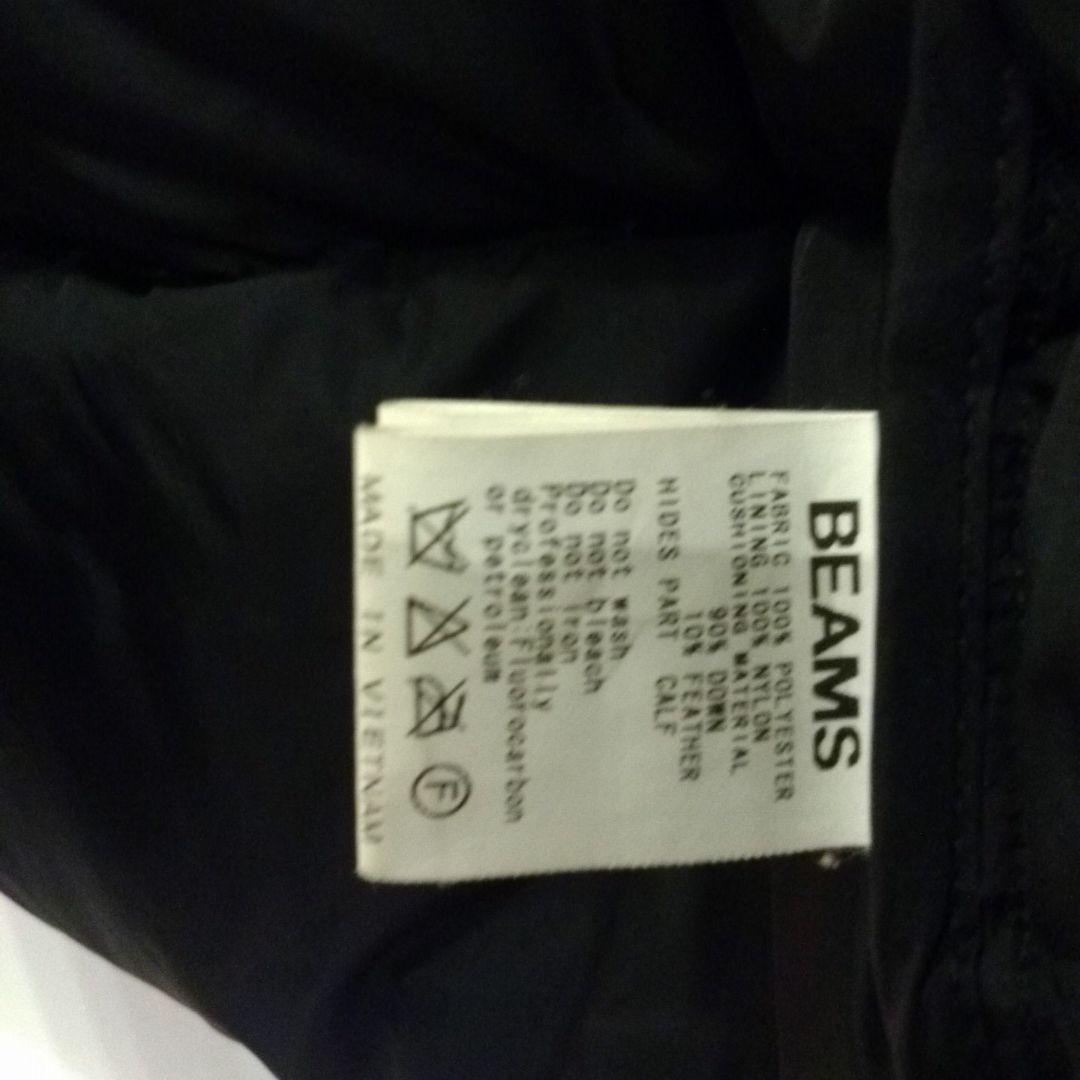 BEAMS
FABRIC 100% POLYESTER
LINING 100% NYLON
CUSHIONING MATERIAL
90% DOWN
10% FEATHER
HIDES PART CALF
Do not wash
Do not bleach
Do not iron
Professionally
dryclean.Fluorocarbon
or petroleum
F
MADE IN VIETNAM